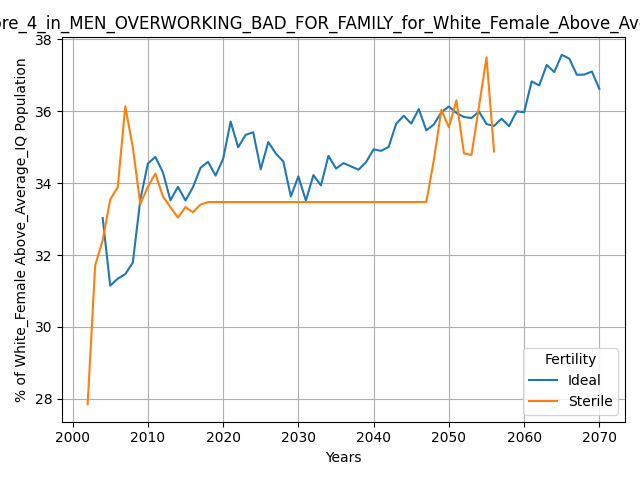 ore_4_in_MEN_OVERWORKING_BAD_FOR_FAMILY_for_White_Female_Above_Ave
% of White_Female Above_Average_IQ Population
38
36
34
32
30
28
2000 2010 2020 2030 2040 2050 2060 2070
Years
Fertility
Ideal
Sterile